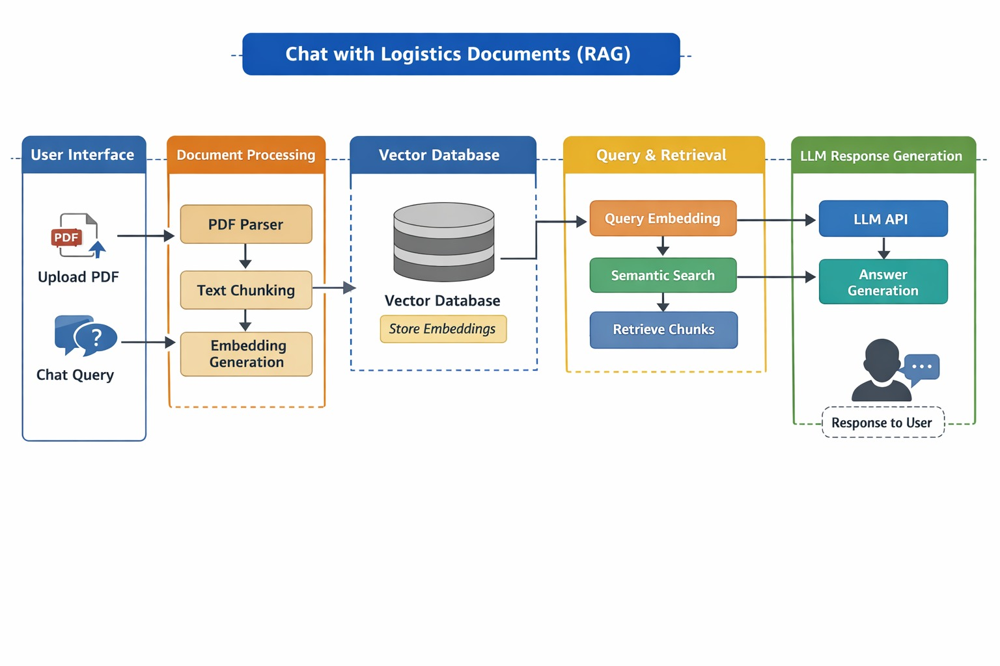 Chat with Logistics Documents (RAG)
User Interface
PDF
Upload PDF
?
Chat Query
Document Processing
PDF Parser
Text Chunking
Embedding
Generation
Vector Database
Vector Database
Store Embeddings
Query & Retrieval
Query Embedding
Semantic Search
Retrieve Chunks
LLM Response Generation
LLM API
Answer
Generation
Response to User